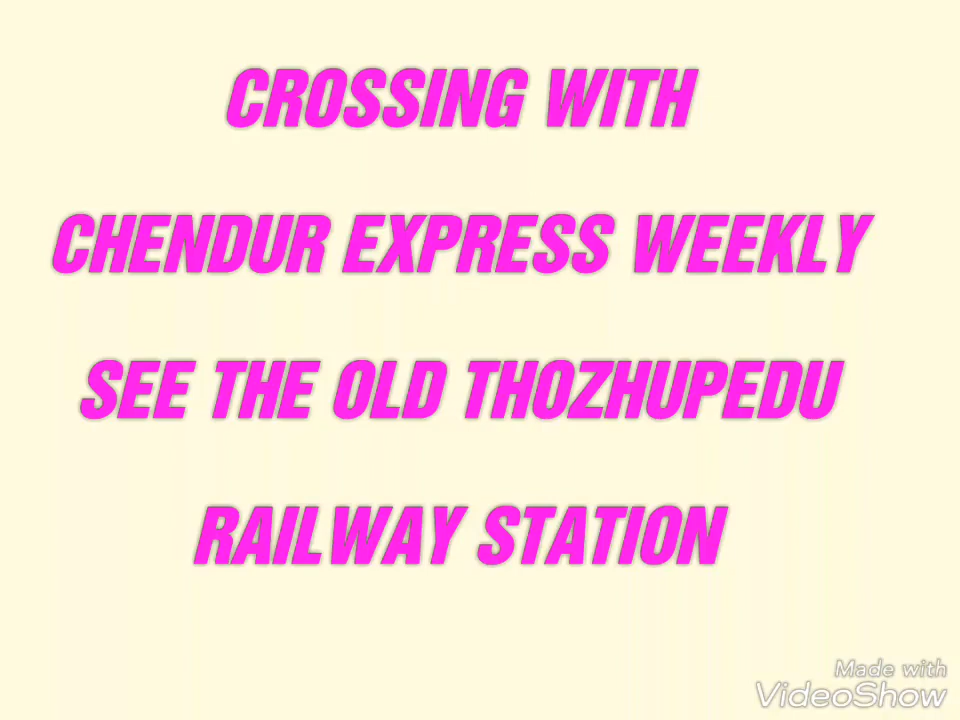 CROSSING WITH
CHENDUR EXPRESS WEEKLY
SEE THE OLD THOZHUPEDU
RAILWAY STATION
Made with
VideoShow